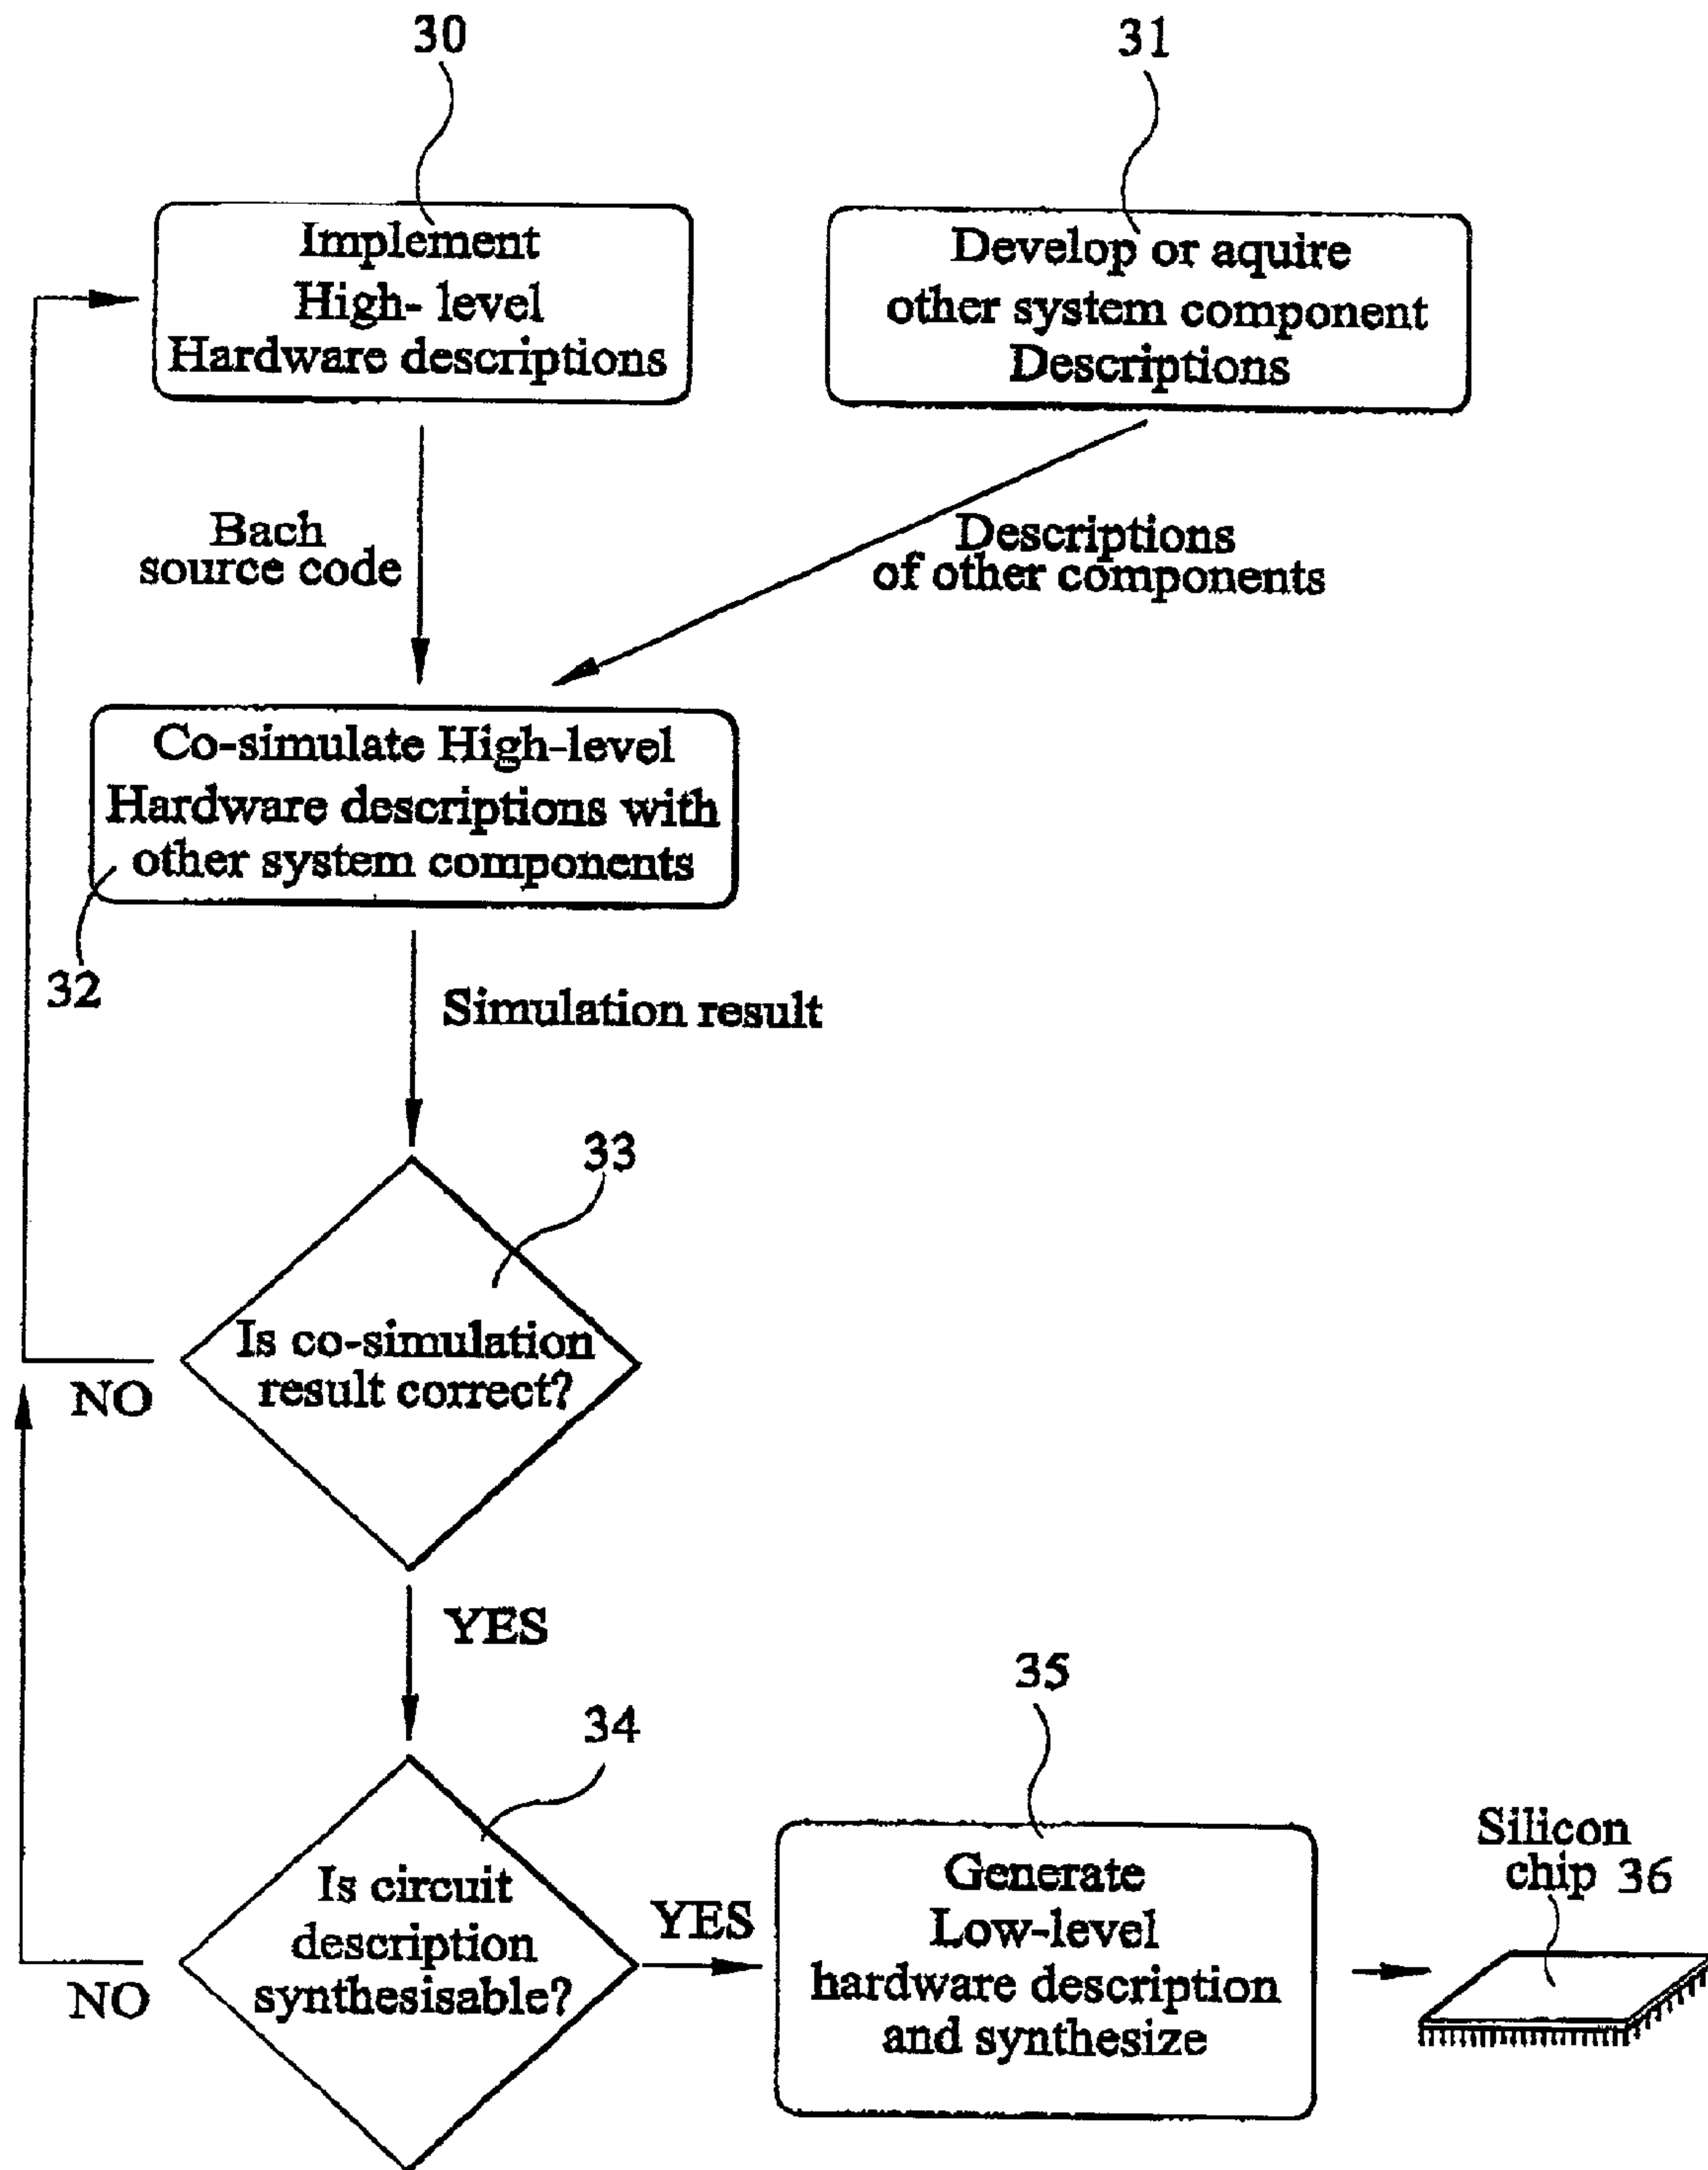 30
31
Implement
High- level
Hardware descriptions
Develop or aquire
other system component
Descriptions
Bach
source code
Descriptions
of other components
Co-simulate High-level
Hardware descriptions with
other system components
32
Simulation result
33
Is co-simulation
result correct?
NO
YES
34
35
Is circuit
description
synthesisable?
NO
YES
Generate
Low-level
hardware description
and synthesize
Silicon
chip 36